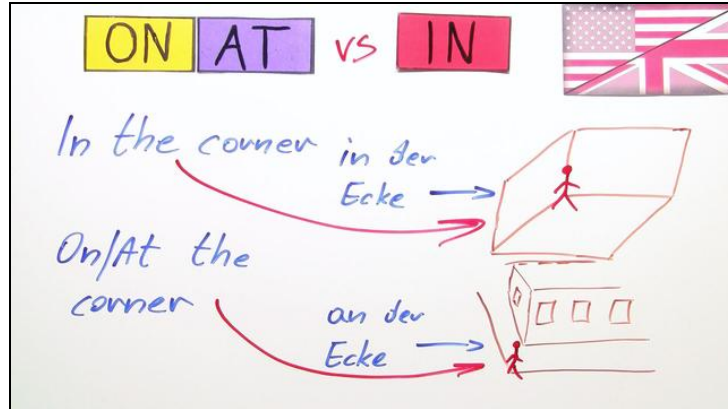 ON AT vs IN
In the corner
in der
Ecke
On/At the
corner
an der
Ecke